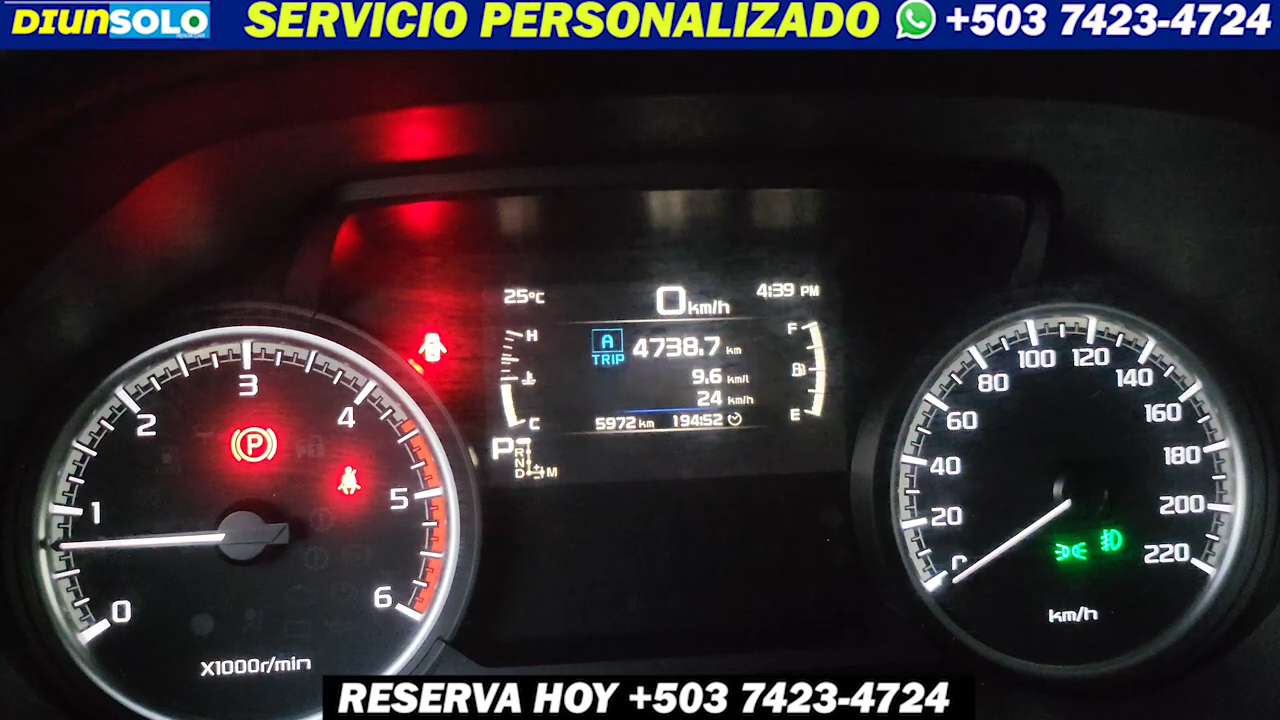 DIUNSOLO SERVICIO PERSONALIZADO +503 7423-4724
25°C 0 km/h 4:39 PM
H A TRIP 4738.7 km F
9.6 km/l
24 km/h
C 5972 km 194:52 E
P
R
N
D + - M
0 1 2 3 4 5 6
P
X1000r/min
20 40 60 80 100 120 140 160 180 200 220
km/h
RESERVA HOY +503 7423-4724